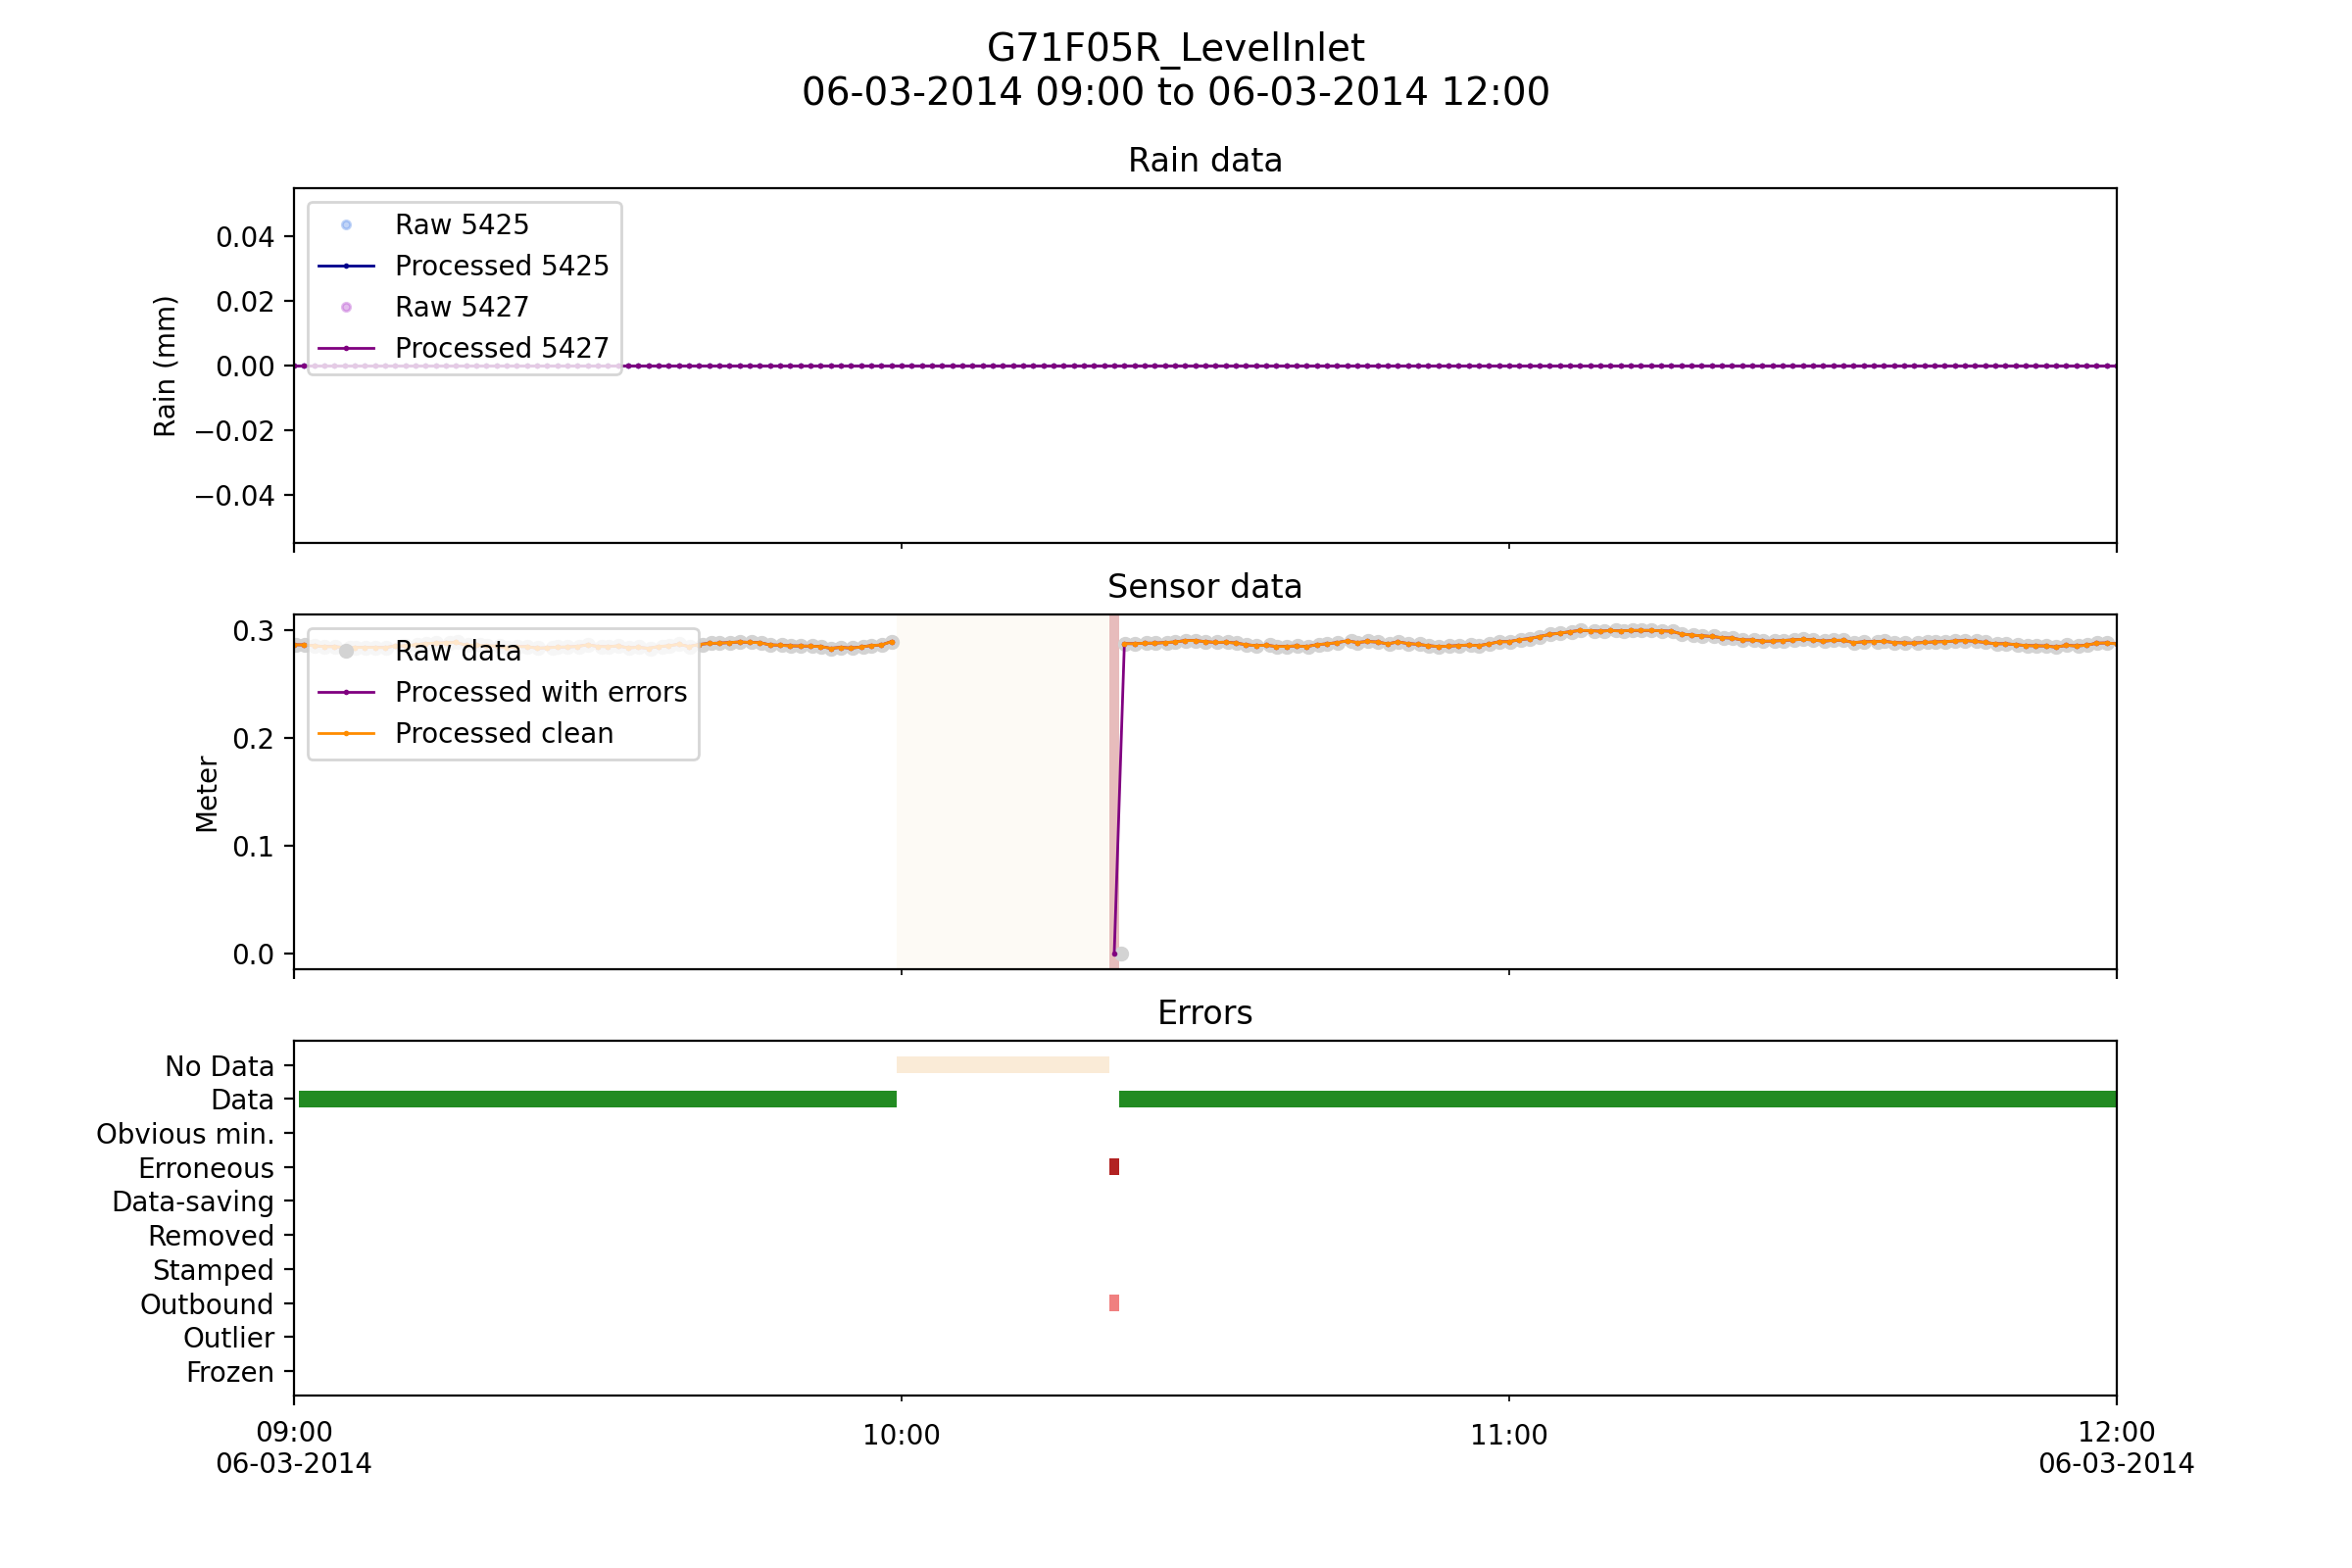 G71F05R_LevelInlet
06-03-2014 09:00 to 06-03-2014 12:00
Rain data
Rain (mm)
0.04
0.02
0.00
−0.02
−0.04
Raw 5425
Processed 5425
Raw 5427
Processed 5427
Sensor data
Meter
0.3
0.2
0.1
0.0
Raw data
Processed with errors
Processed clean
Errors
No Data
Data
Obvious min.
Erroneous
Data-saving
Removed
Stamped
Outbound
Outlier
Frozen
09:00
06-03-2014
10:00
11:00
12:00
06-03-2014